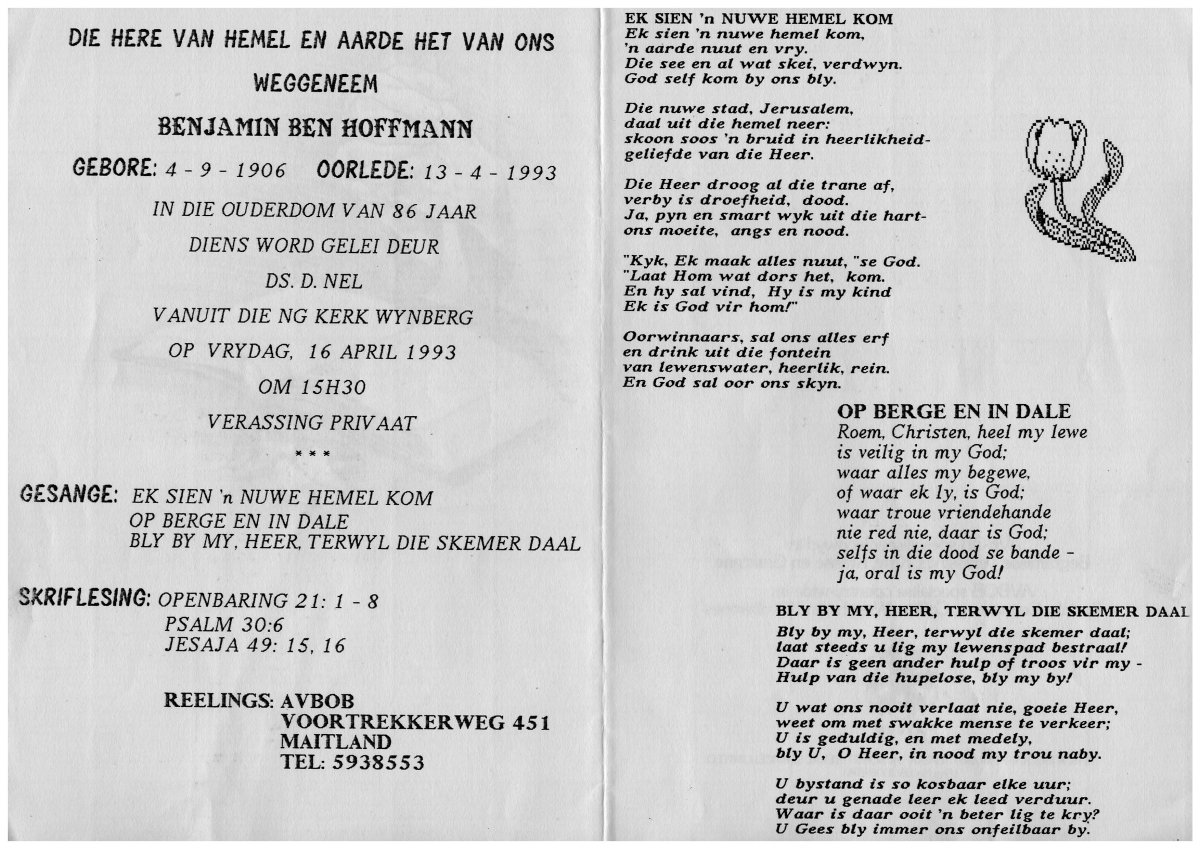 DIE HERE VAN HEMEL EN AARDE HET VAN ONS
WEGGENEEM
BENJAMIN BEN HOFFMANN
GEBORE: 4 - 9 - 1906 OORLEDE: 13 - 4 - 1993
IN DIE OUDERDOM VAN 86 JAAR
DIENS WORD GELEI DEUR
DS. D. NEL
VANUIT DIE NG KERK WYNBERG
OP VRYDAG, 16 APRIL 1993
OM 15H30
VERASSING PRIVAAT
* * *
GESANGE: EK SIEN 'n NUWE HEMEL KOM
OP BERGE EN IN DALE
BLY BY MY, HEER, TERWYL DIE SKEMER DAAL
SKRIFLESING: OPENBARING 21: 1 - 8
PSALM 30:6
JESAJA 49: 15, 16
REELINGS: AVBOB
VOORTREKKERWEG 451
MAITLAND
TEL: 5938553
EK SIEN 'n NUWE HEMEL KOM
Ek sien 'n nuwe hemel kom,
'n aarde nuut en vry.
Die see en al wat skei, verdwyn.
God self kom by ons bly.
Die nuwe stad, Jerusalem,
daal uit die hemel neer:
skoon soos 'n bruid in heerlikheid-
geliefde van die Heer.
Die Heer droog al die trane af,
verby is droefheid, dood.
Ja, pyn en smart wyk uit die hart-
ons moeite, angs en nood.
"Kyk, Ek maak alles nuut, "se God.
"Laat Hom wat dors het, kom.
En hy sal vind, Hy is my kind
Ek is God vir hom!"
Oorwinnaars, sal ons alles erf
en drink uit die fontein
van lewenswater, heerlik, rein.
En God sal oor ons skyn.
OP BERGE EN IN DALE
Roem, Christen, heel my lewe
is veilig in my God;
waar alles my begewe,
of waar ek ly, is God;
waar troue vriendehande
nie red nie, daar is God;
selfs in die dood se bande -
ja, oral is my God!
BLY BY MY, HEER, TERWYL DIE SKEMER DAAL
Bly by my, Heer, terwyl die skemer daal;
laat steeds u lig my lewenspad bestraal!
Daar is geen ander hulp of troos vir my -
Hulp van die hupelose, bly my by!
U wat ons nooit verlaat nie, goeie Heer,
weet om met swakke mense te verkeer;
U is geduldig, en met medely,
bly U, O Heer, in nood my trou naby.
U bystand is so kosbaar elke uur;
deur u genade leer ek leed verduur.
Waar is daar ooit 'n beter lig te kry?
U Gees bly immer ons onfeilbaar by.